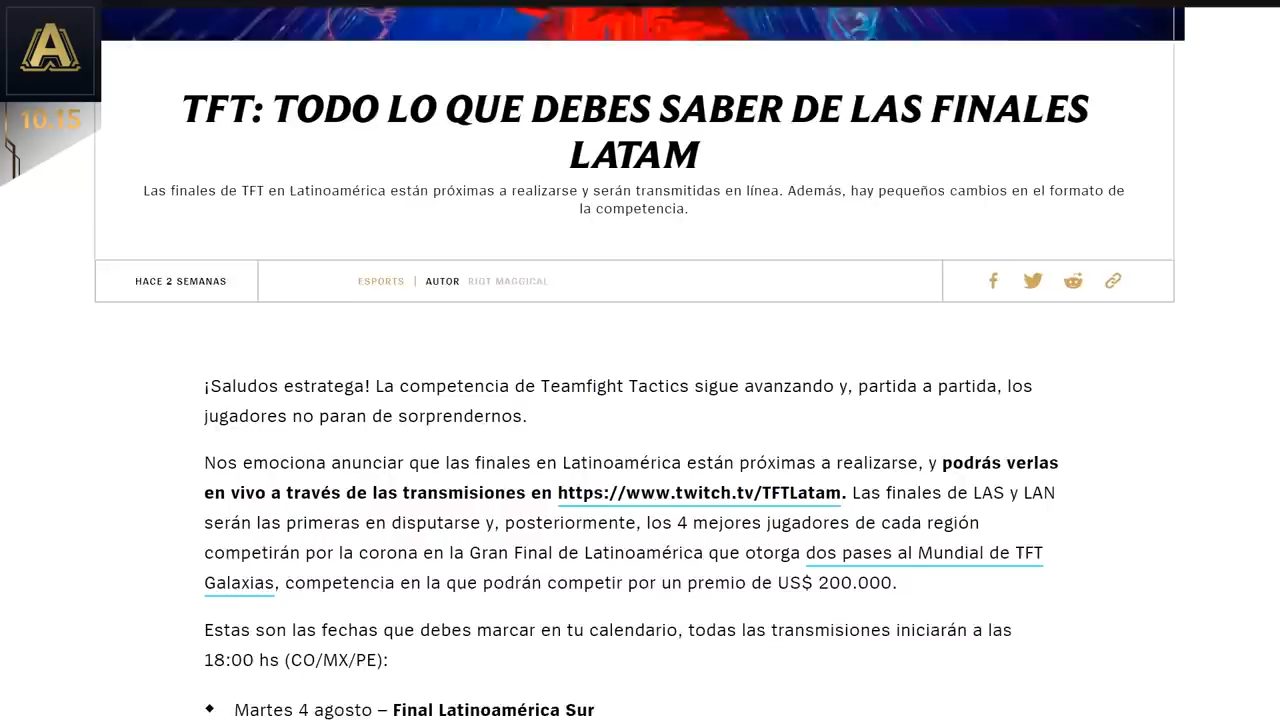 A
10.15
TFT: TODO LO QUE DEBES SABER DE LAS FINALES
LATAM
Las finales de TFT en Latinoamérica están próximas a realizarse y serán transmitidas en línea. Además, hay pequeños cambios en el formato de
la competencia.
HACE 2 SEMANAS
ESPORTS | AUTOR RIOT MAGGICAL
¡Saludos estratega! La competencia de Teamfight Tactics sigue avanzando y, partida a partida, los
jugadores no paran de sorprendernos.
Nos emociona anunciar que las finales en Latinoamérica están próximas a realizarse, y podrás verlas
en vivo a través de las transmisiones en https://www.twitch.tv/TFTLatam. Las finales de LAS y LAN
serán las primeras en disputarse y, posteriormente, los 4 mejores jugadores de cada región
competirán por la corona en la Gran Final de Latinoamérica que otorga dos pases al Mundial de TFT
Galaxias, competencia en la que podrán competir por un premio de US$ 200.000.
Estas son las fechas que debes marcar en tu calendario, todas las transmisiones iniciarán a las
18:00 hs (CO/MX/PE):
Martes 4 agosto – Final Latinoamérica Sur